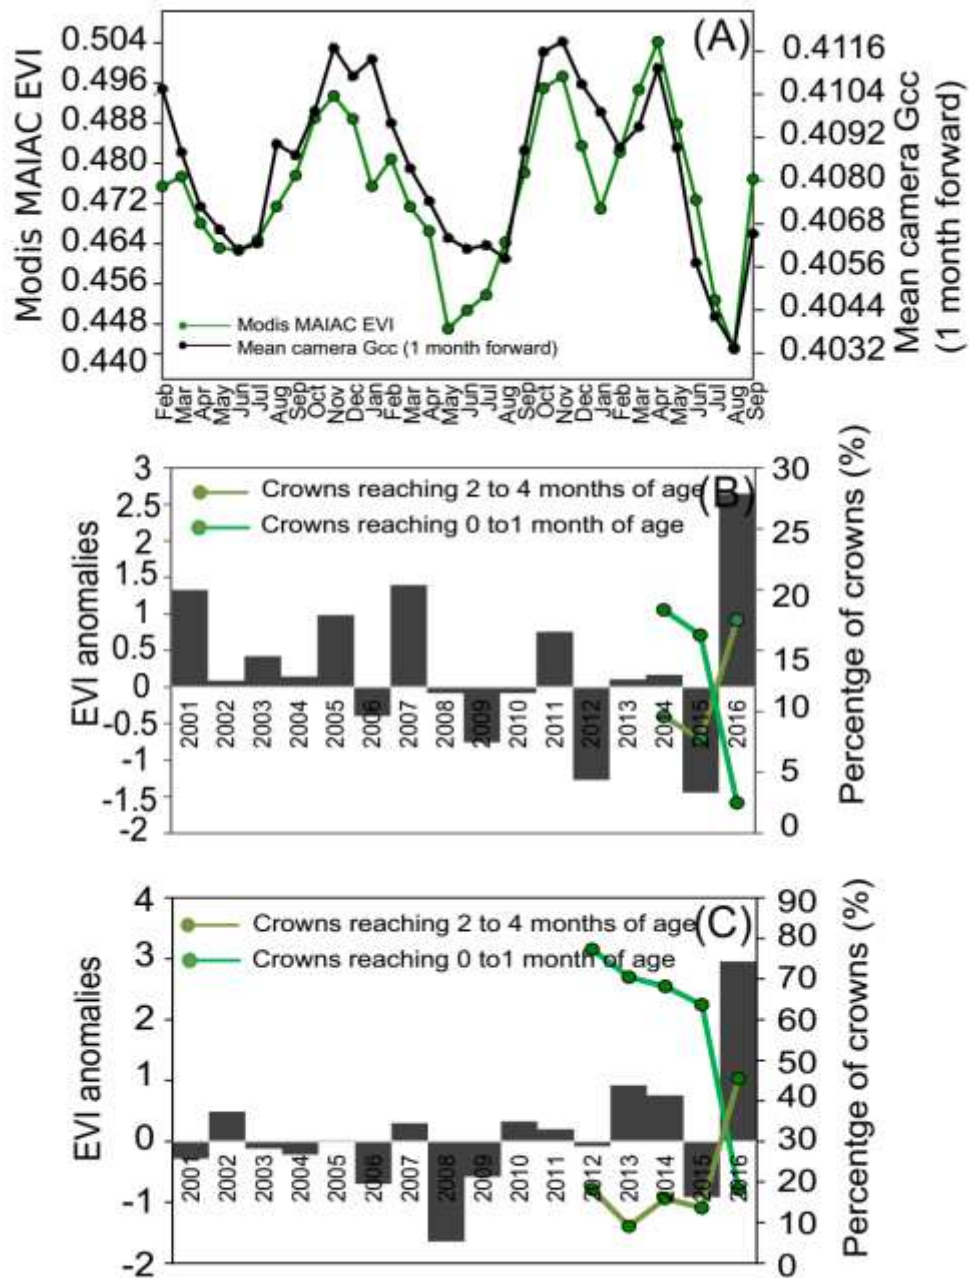 (A)
Modis MAIAC EVI
0.504
0.496
0.488
0.480
0.472
0.464
0.456
0.448
0.440
0.4116
0.4104
0.4092
0.4080
0.4068
0.4056
0.4044
0.4032
Mean camera Gcc
(1 month forward)
Modis MAIAC EVI
Mean camera Gcc (1 month forward)
Feb Mar Apr May Jun Jul Aug Sep Oct Nov Dec Jan Feb Mar Apr May Jun Jul Aug Sep Oct Nov Dec Jan Feb Mar Apr May Jun Jul Aug Sep
(B)
EVI anomalies
3
2.5
2
1.5
1
0.5
0
-0.5
-1
-1.5
-2
Crowns reaching 2 to 4 months of age
Crowns reaching 0 to1 month of age
2001 2002 2003 2004 2005 2006 2007 2008 2009 2010 2011 2012 2013 2014 2015 2016
30
25
20
15
10
5
0
Percentge of crowns (%)
(C)
EVI anomalies
4
3
2
1
0
-1
-2
Crowns reaching 2 to 4 months of age
Crowns reaching 0 to1 month of age
2001 2002 2003 2004 2005 2006 2007 2008 2009 2010 2011 2012 2013 2014 2015 2016
90
80
70
60
50
40
30
20
10
0
Percentge of crowns (%)